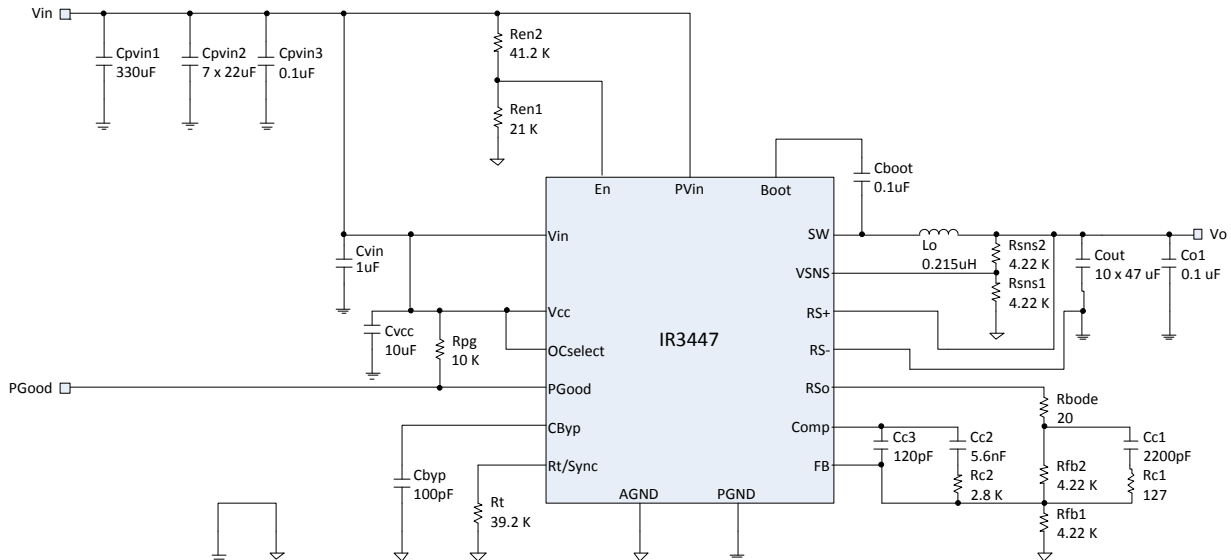 Vin
Cpvin1
330uF
Cpvin2
7 x 22uF
Cpvin3
0.1uF
Ren2
41.2 K
Ren1
21 K
Cboot
0.1uF
En
PVin
Boot
Vin
SW
Lo
0.215uH
Rsns2
4.22 K
Cout
10 x 47 uF
Co1
0.1 uF
Vo
Cvin
1uF
VSNS
Rsns1
4.22 K
Vcc
RS+
Cvcc
10uF
Rpg
10 K
IR3447
OCselect
RS-
PGood
PGood
RSo
Rbode
20
CByp
Comp
Cc3
120pF
Cc2
5.6nF
Cc1
2200pF
Rt/Sync
FB
Cbyp
100pF
Rc2
2.8 K
Rfb2
4.22 K
Rc1
127
Rt
39.2 K
AGND
PGND
Rfb1
4.22 K